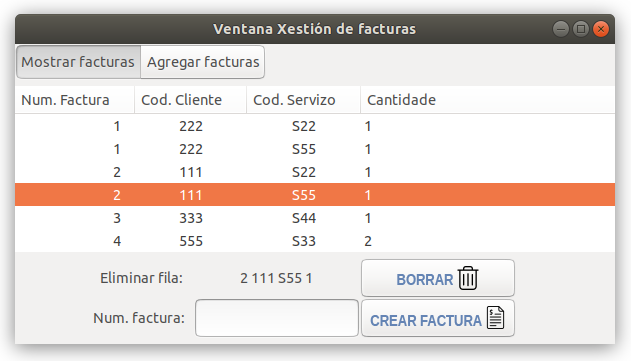 Ventana Xestión de facturas
Mostrar facturas Agregar facturas
Num. Factura Cod. Cliente Cod. Servizo Cantidade
1 222 S22 1
1 222 S55 1
2 111 S22 1
2 111 S55 1
3 333 S44 1
4 555 S33 2
Eliminar fila: 2 111 S55 1 BORRAR
Num. factura: CREAR FACTURA